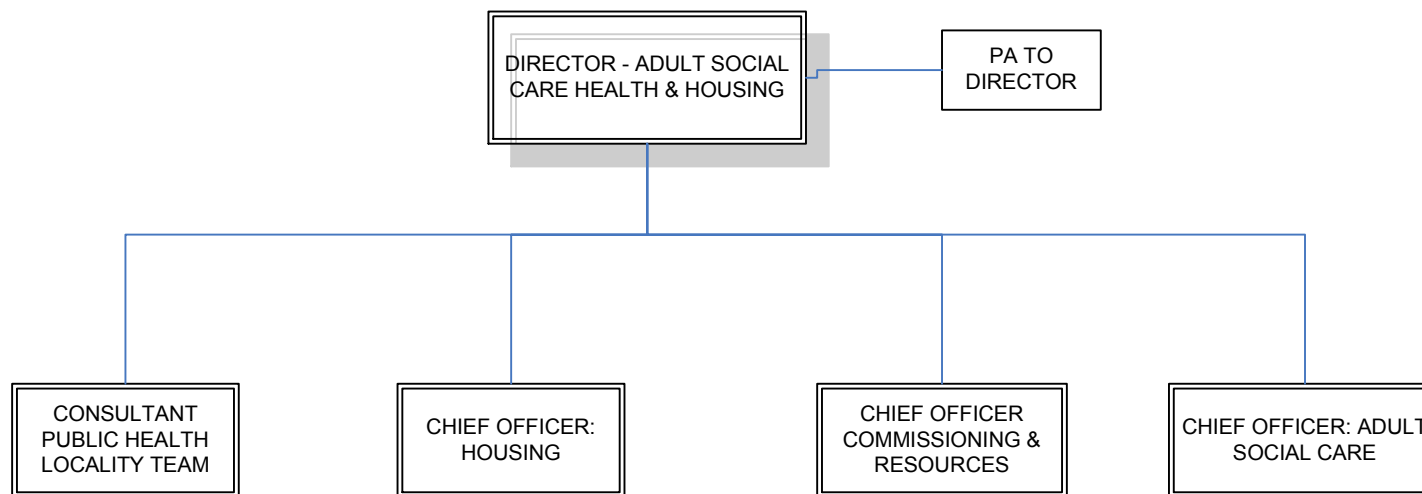 DIRECTOR - ADULT SOCIAL
CARE HEALTH & HOUSING
PA TO
DIRECTOR
CONSULTANT
PUBLIC HEALTH
LOCALITY TEAM
CHIEF OFFICER:
HOUSING
CHIEF OFFICER
COMMISSIONING &
RESOURCES
CHIEF OFFICER: ADULT
SOCIAL CARE